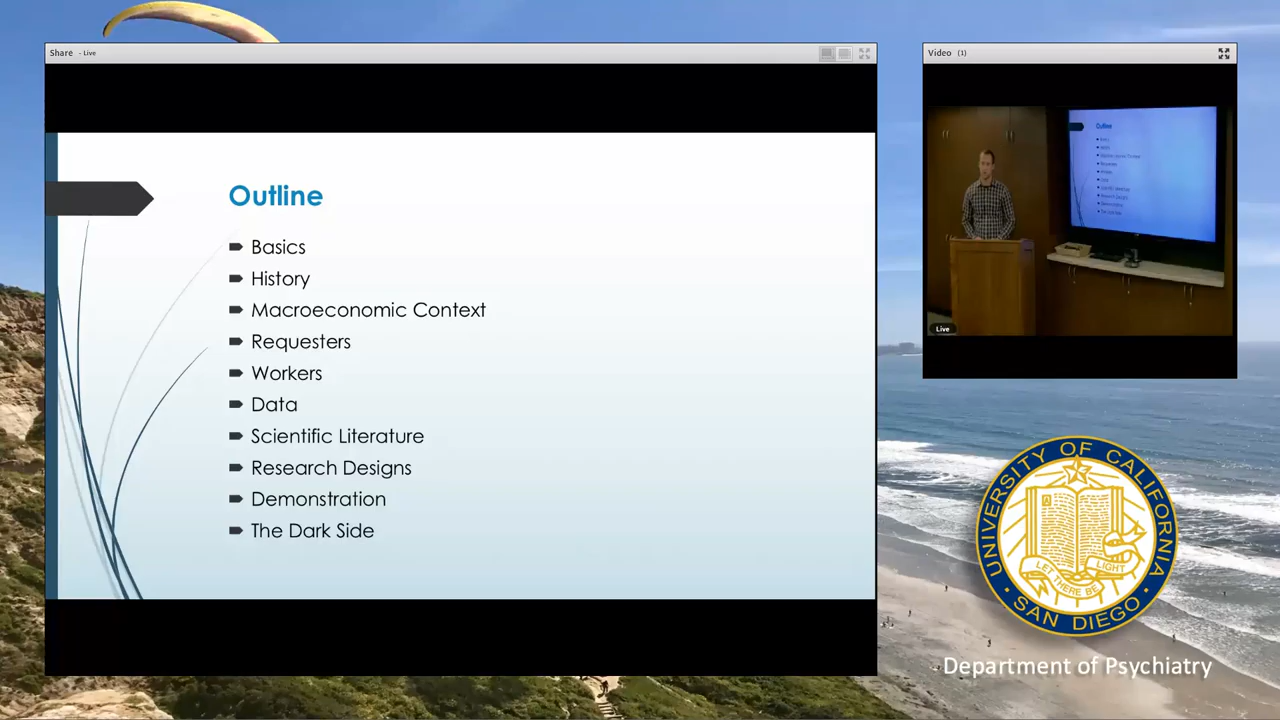 Share - Live
Outline
Basics
History
Macroeconomic Context
Requesters
Workers
Data
Scientific Literature
Research Designs
Demonstration
The Dark Side
Video (1)
Outline
Live
UNIVERSITY OF CALIFORNIA
LET THERE BE LIGHT
SAN DIEGO
Department of Psychiatry